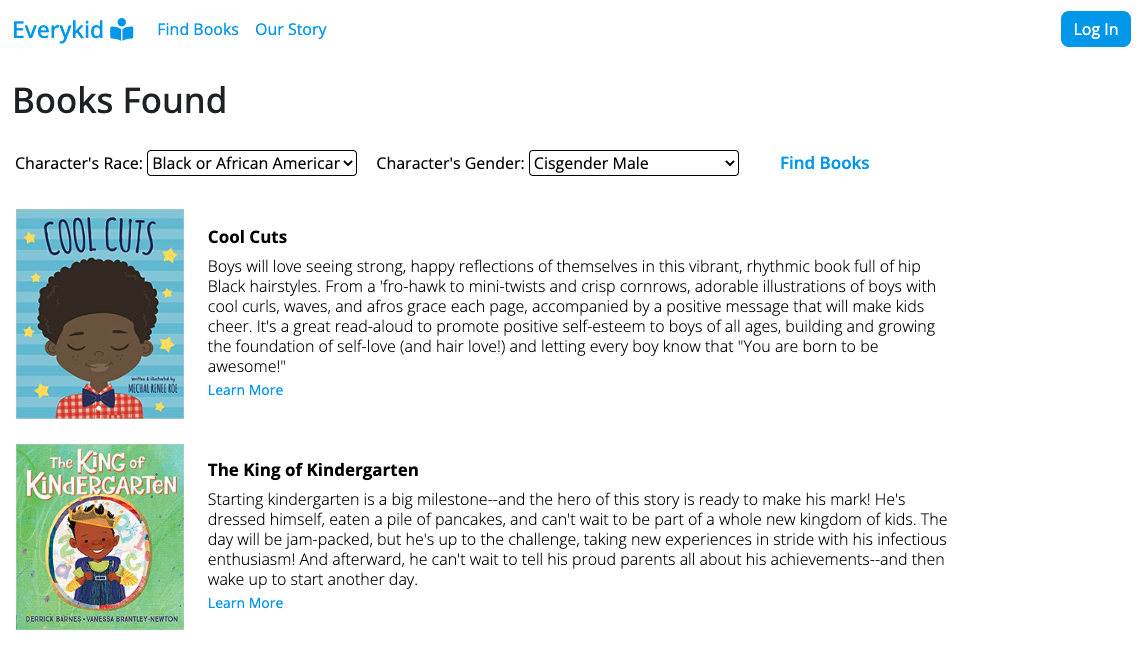 Everykid Find Books Our Story Log In
Books Found
Character's Race: Black or African American Character's Gender: Cisgender Male Find Books
COOL CUTS
Written & illustrated by
MECHAL RENEE ROE
Cool Cuts
Boys will love seeing strong, happy reflections of themselves in this vibrant, rhythmic book full of hip
Black hairstyles. From a 'fro-hawk to mini-twists and crisp cornrows, adorable illustrations of boys with
cool curls, waves, and afros grace each page, accompanied by a positive message that will make kids
cheer. It's a great read-aloud to promote positive self-esteem to boys of all ages, building and growing
the foundation of self-love (and hair love!) and letting every boy know that "You are born to be
awesome!"
Learn More
The KING of
KINDERGARTEN
DERRICK BARNES • VANESSA BRANTLEY-NEWTON
The King of Kindergarten
Starting kindergarten is a big milestone--and the hero of this story is ready to make his mark! He's
dressed himself, eaten a pile of pancakes, and can't wait to be part of a whole new kingdom of kids. The
day will be jam-packed, but he's up to the challenge, taking new experiences in stride with his infectious
enthusiasm! And afterward, he can't wait to tell his proud parents all about his achievements--and then
wake up to start another day.
Learn More